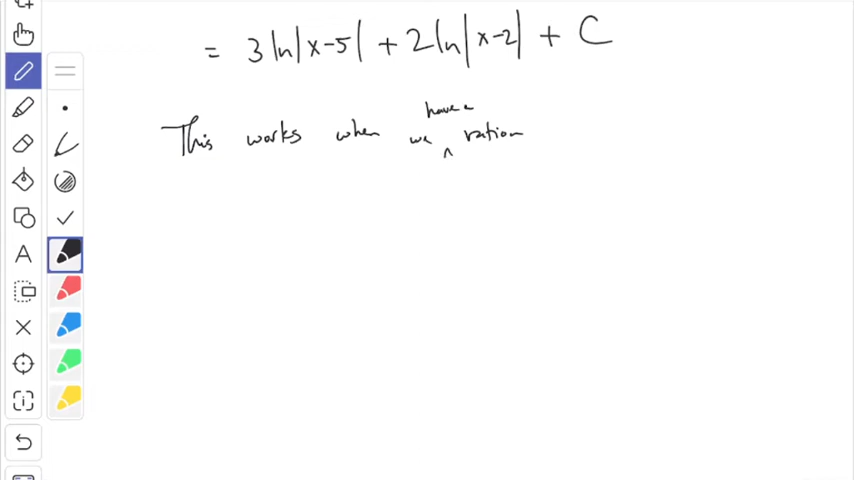 = 3 ln|x-5| + 2 ln|x-2| + C
have a
This works when we ^ ration